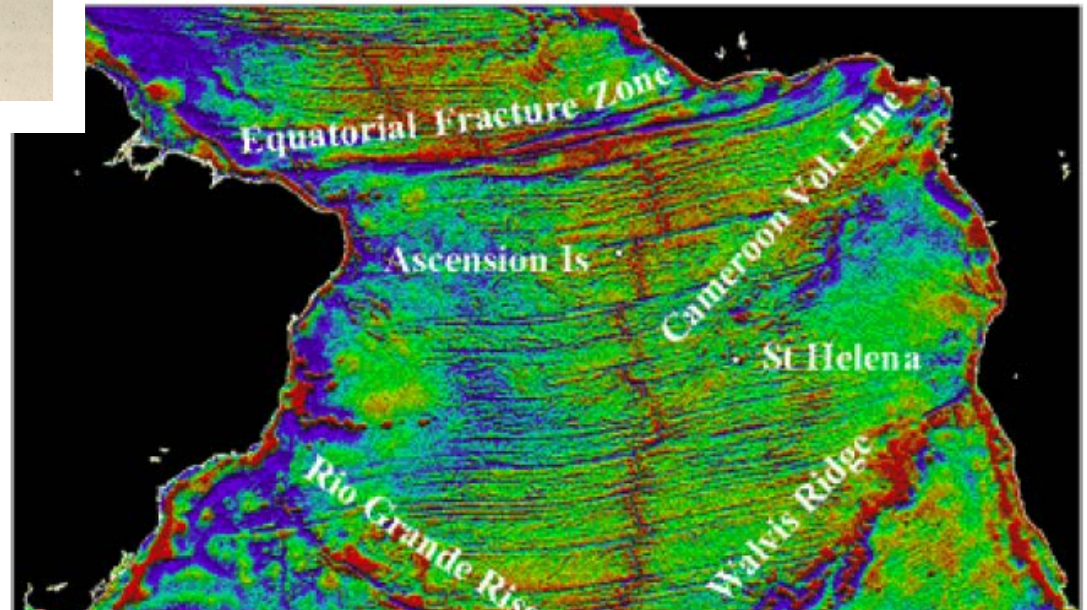 Equatorial Fracture Zone
Cameroon Vol. Line
Ascension Is
St Helena
Rio Grande Rise
Walvis Ridge